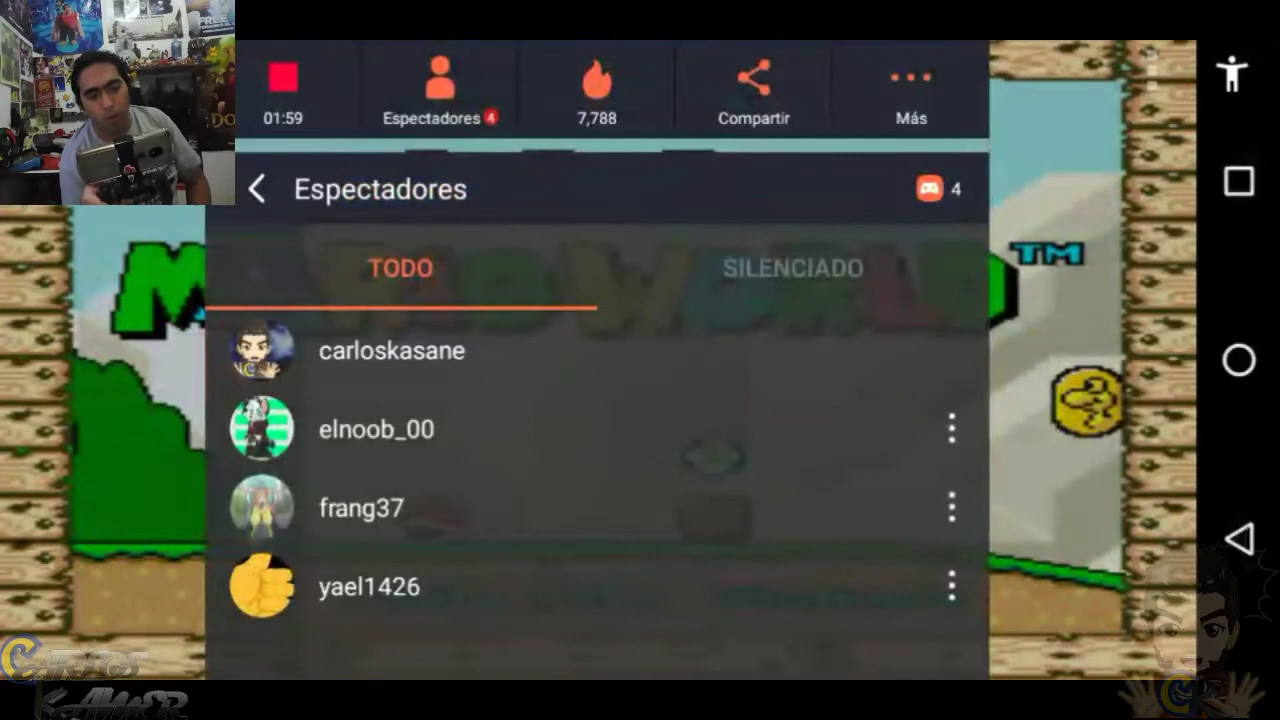 01:59
Espectadores 4
7,788
Compartir
Más
Espectadores
4
TODO
SILENCIADO
TM
carloskasane
elnoob_00
frang37
yael1426